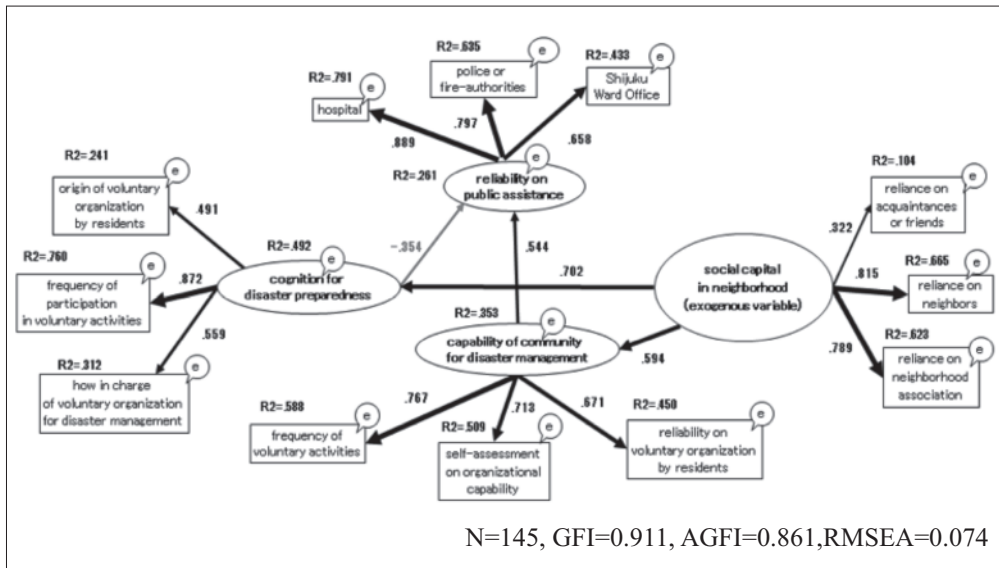 R2=.791
hospital
e
.889
R2=.635
police or
fire-authorities
e
.797
R2=.433
Shijuku
Ward Office
e
.658
R2=.261
reliability on
public assistance
e
R2=.241
origin of voluntary
organization
by residents
e
.491
R2=.760
frequency of
participation
in voluntary activities
e
.872
R2=.312
how in charge
of voluntary organization
for disaster management
e
.559
R2=.492
cognition for
disaster preparedness
e
-.354
.544
.702
social capital
in neighborhood
(exogenous variable)
R2=.104
reliance on
acquaintances
or friends
e
.322
R2=.665
reliance on
neighbors
e
.815
R2=.623
reliance on
neighborhood
association
e
.789
.594
R2=.353
capability of community
for disaster management
e
R2=.588
frequency of
voluntary activities
e
.767
R2=.509
self-assessment
on organizational
capability
e
.713
R2=.450
reliability on
voluntary organization
by residents
e
.671
N=145, GFI=0.911, AGFI=0.861,RMSEA=0.074